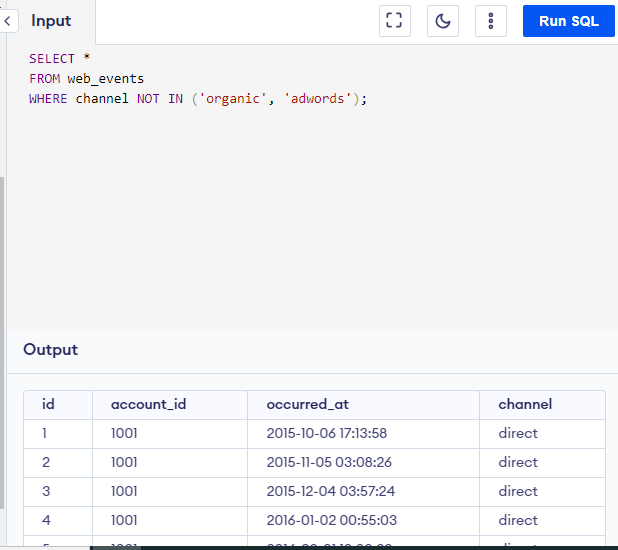 Input
Run SQL
SELECT *
FROM web_events
WHERE channel NOT IN ('organic', 'adwords');
Output
id account_id occurred_at channel
1 1001 2015-10-06 17:13:58 direct
2 1001 2015-11-05 03:08:26 direct
3 1001 2015-12-04 03:57:24 direct
4 1001 2016-01-02 00:55:03 direct